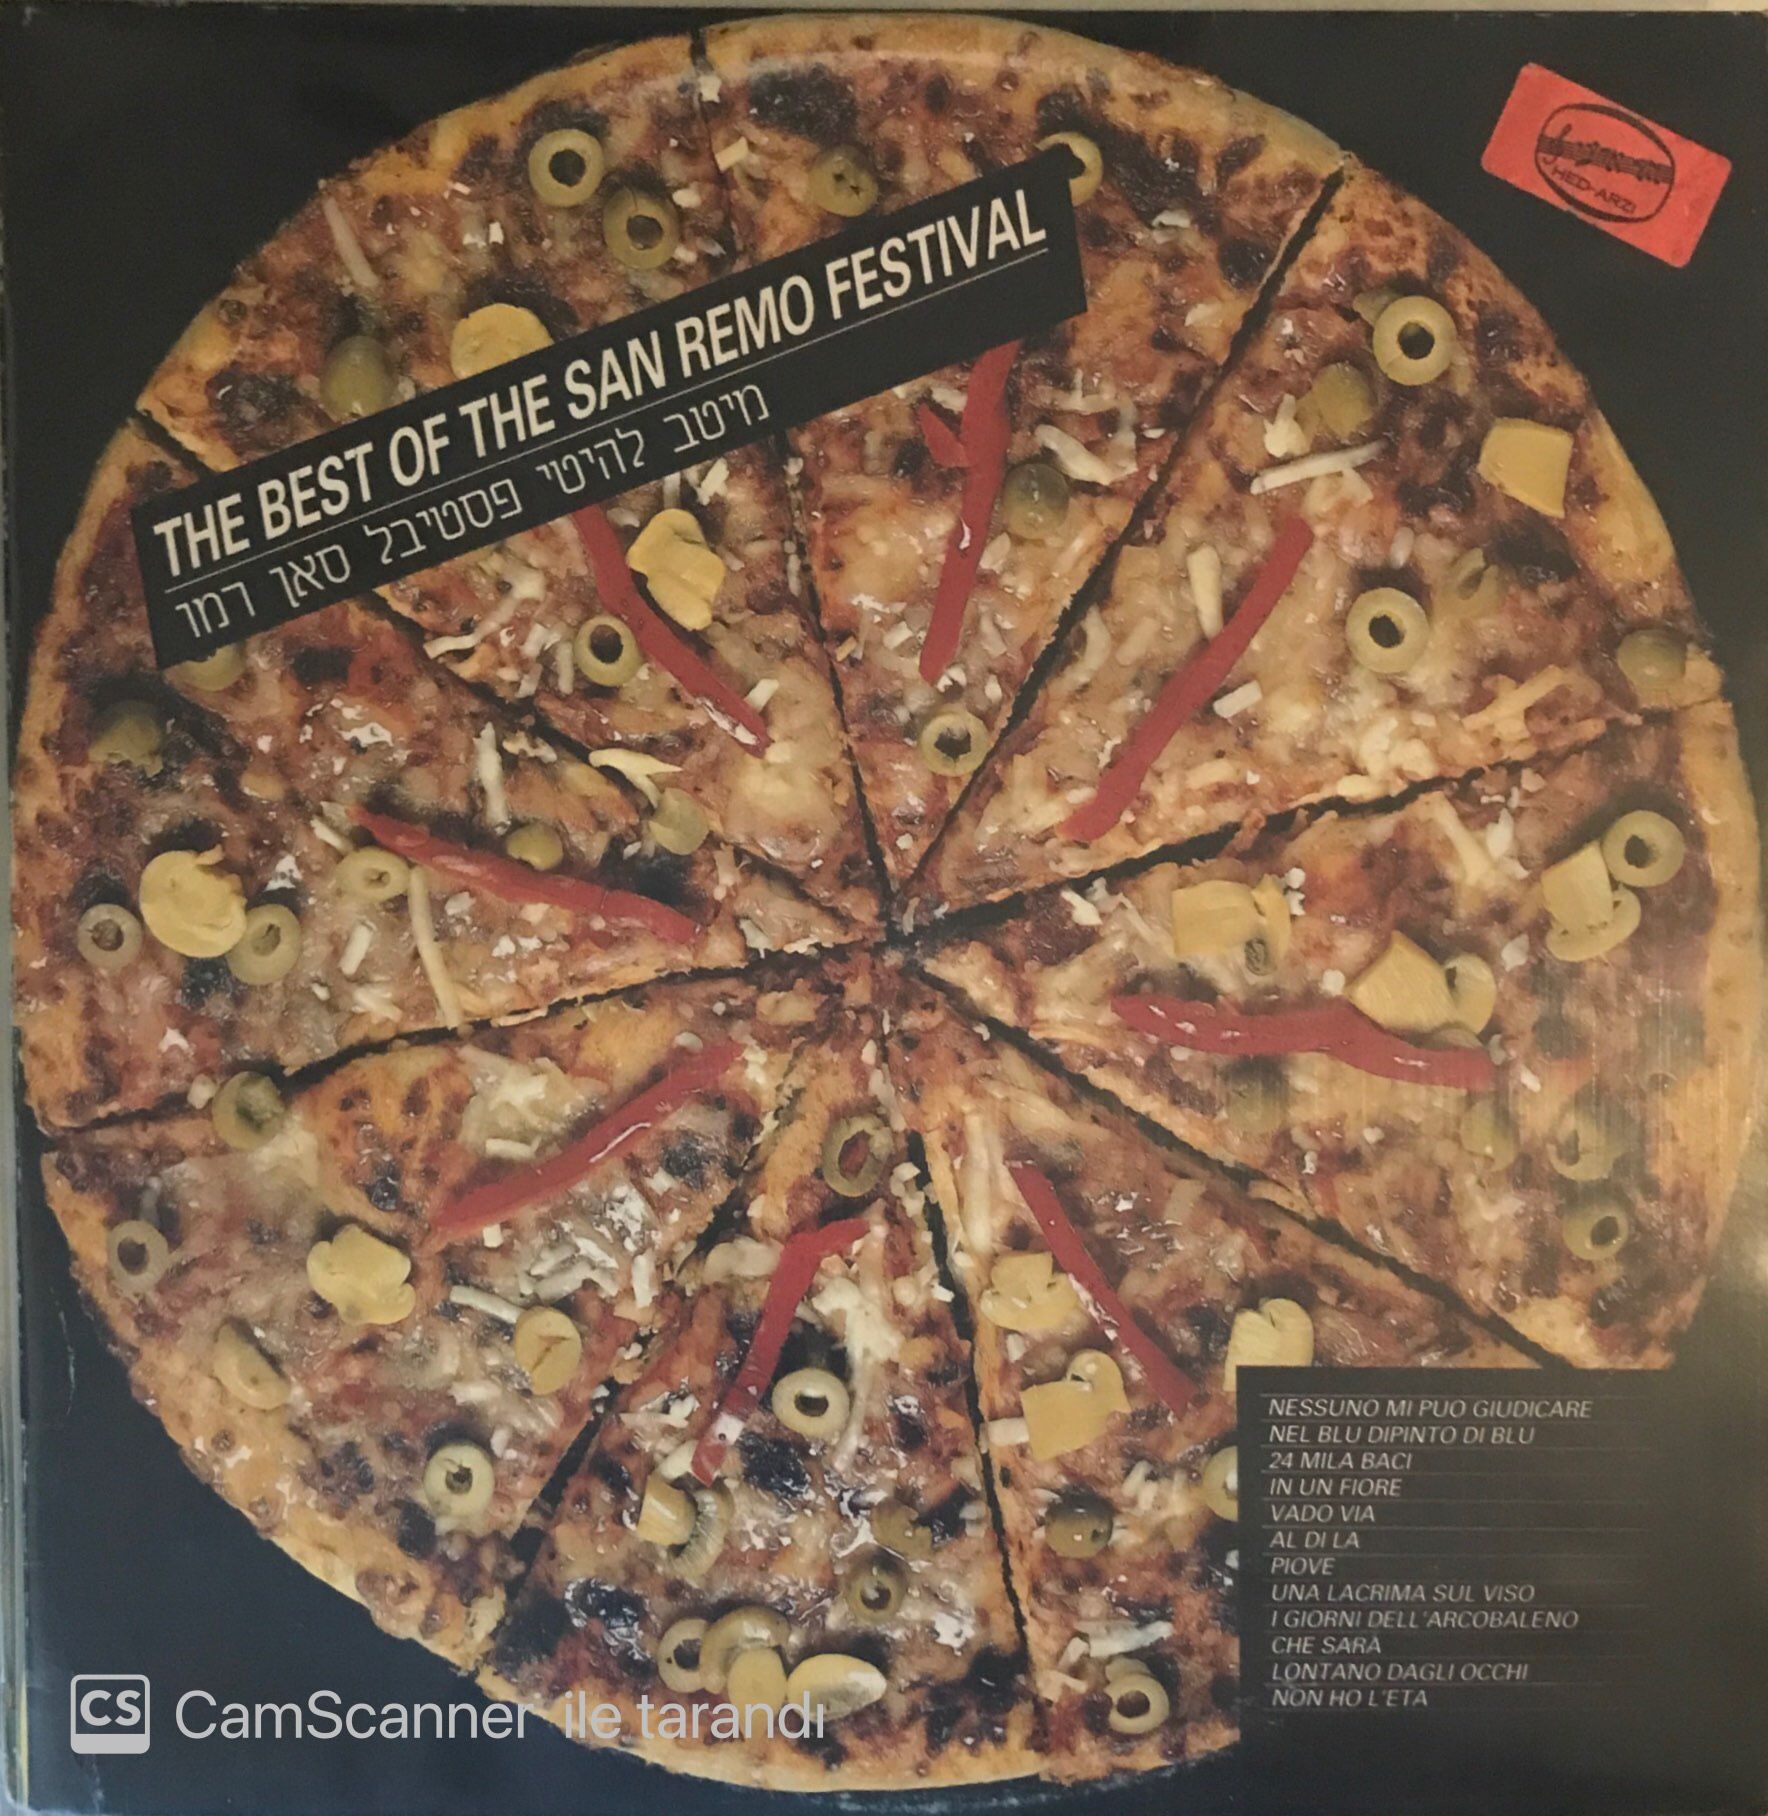 HED-ARZI
THE BEST OF THE SAN REMO FESTIVAL
מיטב להיטי פסטיבל סאן רמו
NESSUNO MI PUO GIUDICARE
NEL BLU DIPINTO DI BLU
24 MILA BACI
IN UN FIORE
VADO VIA
AL DI LA
PIOVE
UNA LACRIMA SUL VISO
I GIORNI DELL'ARCOBALENO
CHE SARÀ
LONTANO DAGLI OCCHI
NON HO L'ETA
CS CamScanner ile tarandı